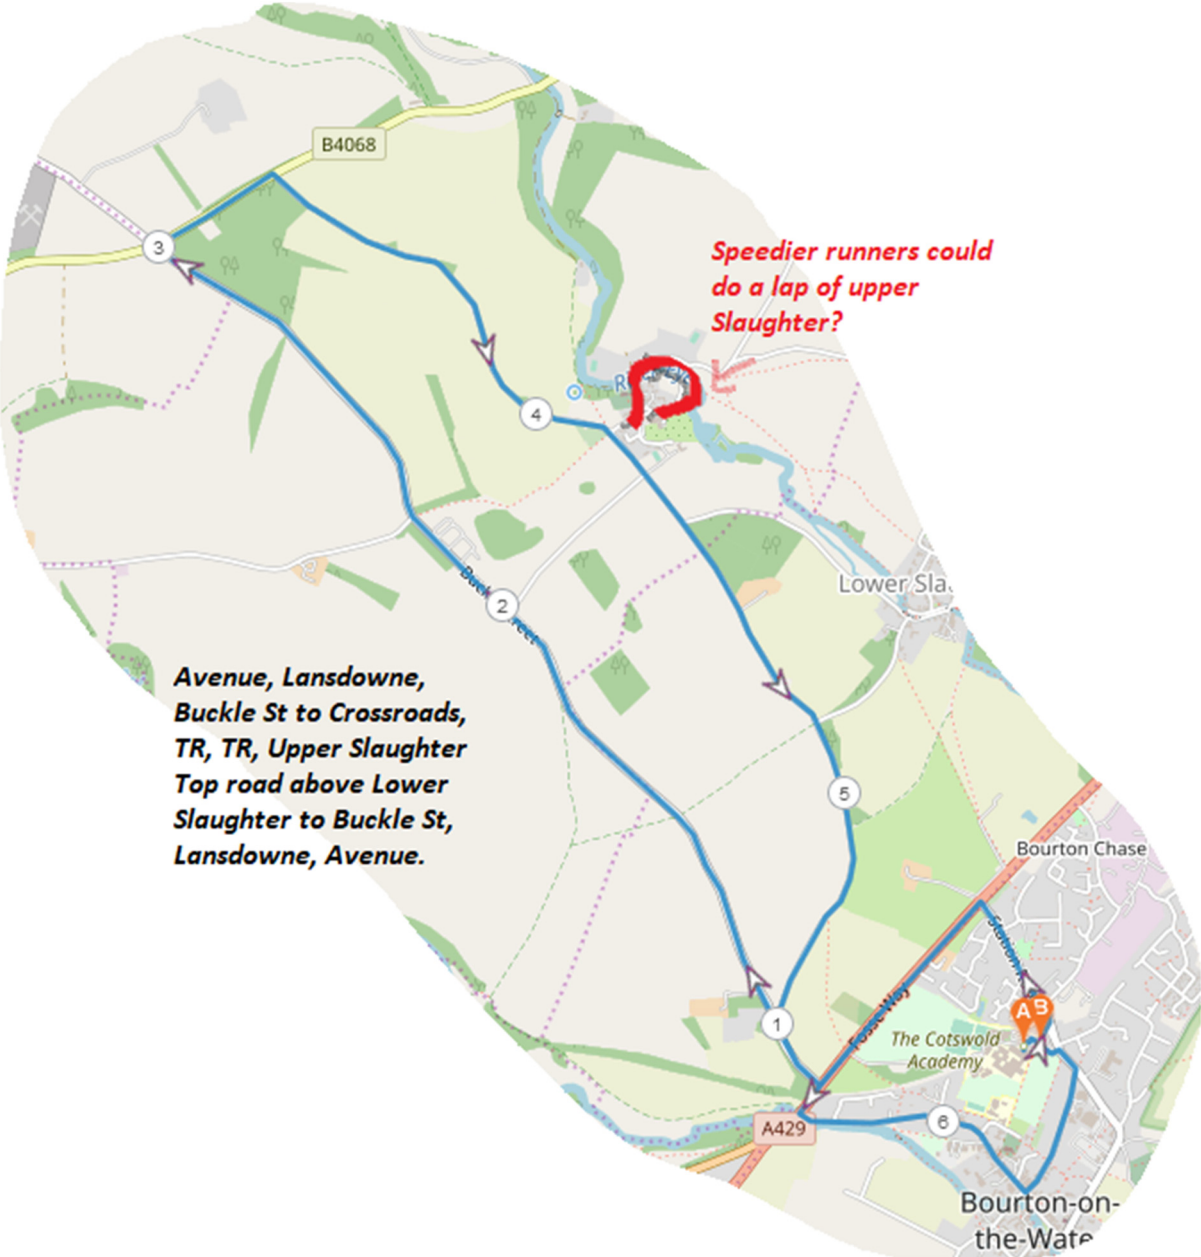 B4068
3
Speedier runners could
do a lap of upper
Slaughter?
4
Lower Sla
2
Avenue, Lansdowne,
Buckle St to Crossroads,
TR, TR, Upper Slaughter
Top road above Lower
Slaughter to Buckle St,
Lansdowne, Avenue.
5
Bourton Chase
Station
A B
Fosse Way
The Cotswold
Academy
1
A429
6
Bourton-on-
the-Wate